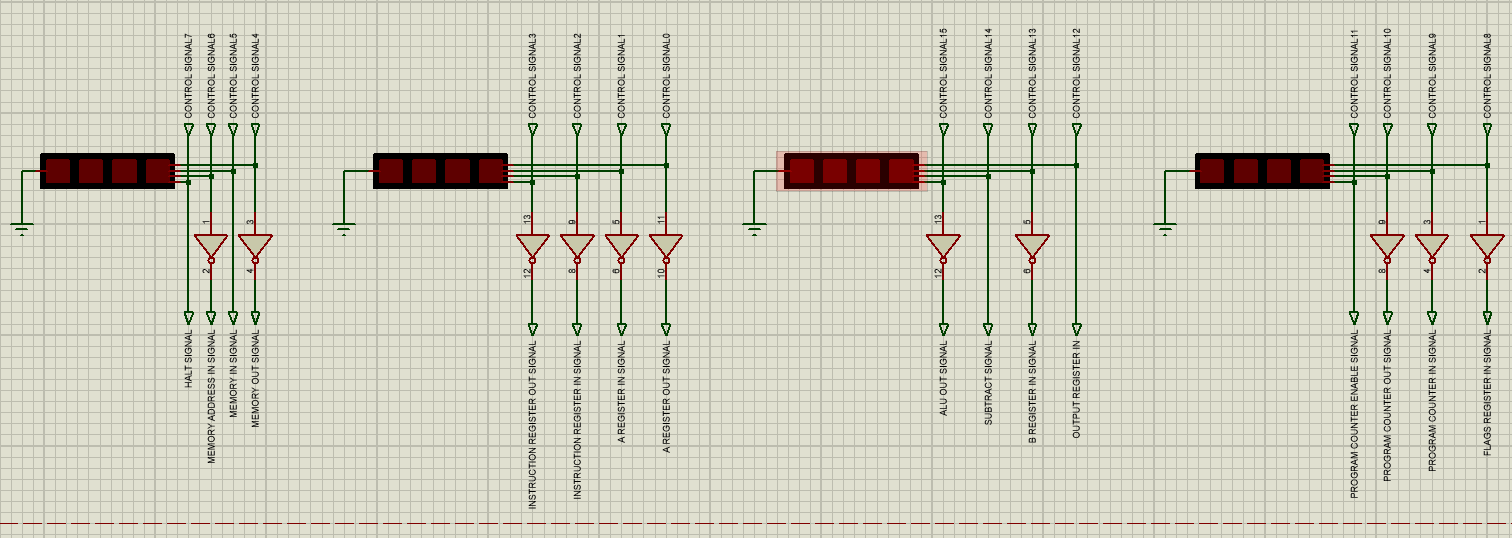 CONTROL SIGNAL7
CONTROL SIGNAL6
CONTROL SIGNAL5
CONTROL SIGNAL4
1
3
2
4
HALT SIGNAL
MEMORY ADDRESS IN SIGNAL
MEMORY IN SIGNAL
MEMORY OUT SIGNAL
CONTROL SIGNAL3
CONTROL SIGNAL2
CONTROL SIGNAL1
CONTROL SIGNAL0
13
9
5
11
12
8
6
10
INSTRUCTION REGISTER OUT SIGNAL
INSTRUCTION REGISTER IN SIGNAL
A REGISTER IN SIGNAL
A REGISTER OUT SIGNAL
CONTROL SIGNAL15
CONTROL SIGNAL14
CONTROL SIGNAL13
CONTROL SIGNAL12
13
5
12
6
ALU OUT SIGNAL
SUBTRACT SIGNAL
B REGISTER IN SIGNAL
OUTPUT REGISTER IN
CONTROL SIGNAL11
CONTROL SIGNAL10
CONTROL SIGNAL9
CONTROL SIGNAL8
9
3
1
8
4
2
PROGRAM COUNTER ENABLE SIGNAL
PROGRAM COUNTER OUT SIGNAL
PROGRAM COUNTER IN SIGNAL
FLAGS REGISTER IN SIGNAL